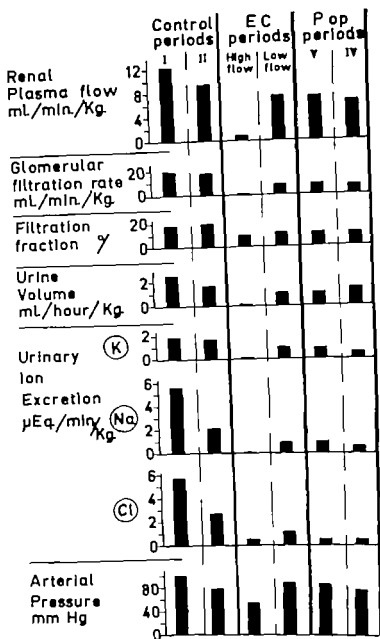 Control periods
EC periods
Pop periods
I II High flow Low flow V IV
Renal
Plasma flow
mL/min./Kg.
12
8
4
0
Glomerular
filtration rate
mL/min./Kg.
20
0
Filtration
fraction %
20
0
Urine
Volume
mL/hour/Kg.
2
0
Urinary
Ion
Excretion
µEq./min/Kg
K
2
0
Na
6
4
2
0
Cl
6
4
2
0
Arterial
Pressure
mm Hg
80
40
0